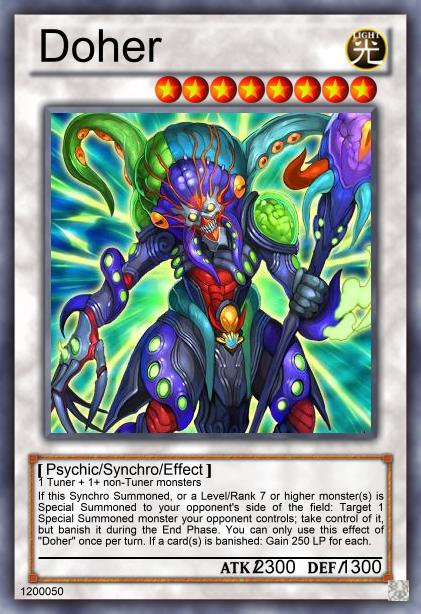 Doher
LIGHT
光
[ Psychic/Synchro/Effect ]
1 Tuner + 1+ non-Tuner monsters
If this Synchro Summoned, or a Level/Rank 7 or higher monster(s) is
Special Summoned to your opponent's side of the field: Target 1
Special Summoned monster your opponent controls; take control of it,
but banish it during the End Phase. You can only use this effect of
"Doher" once per turn. If a card(s) is banished: Gain 250 LP for each.
ATK/2300 DEF/1300
1200050